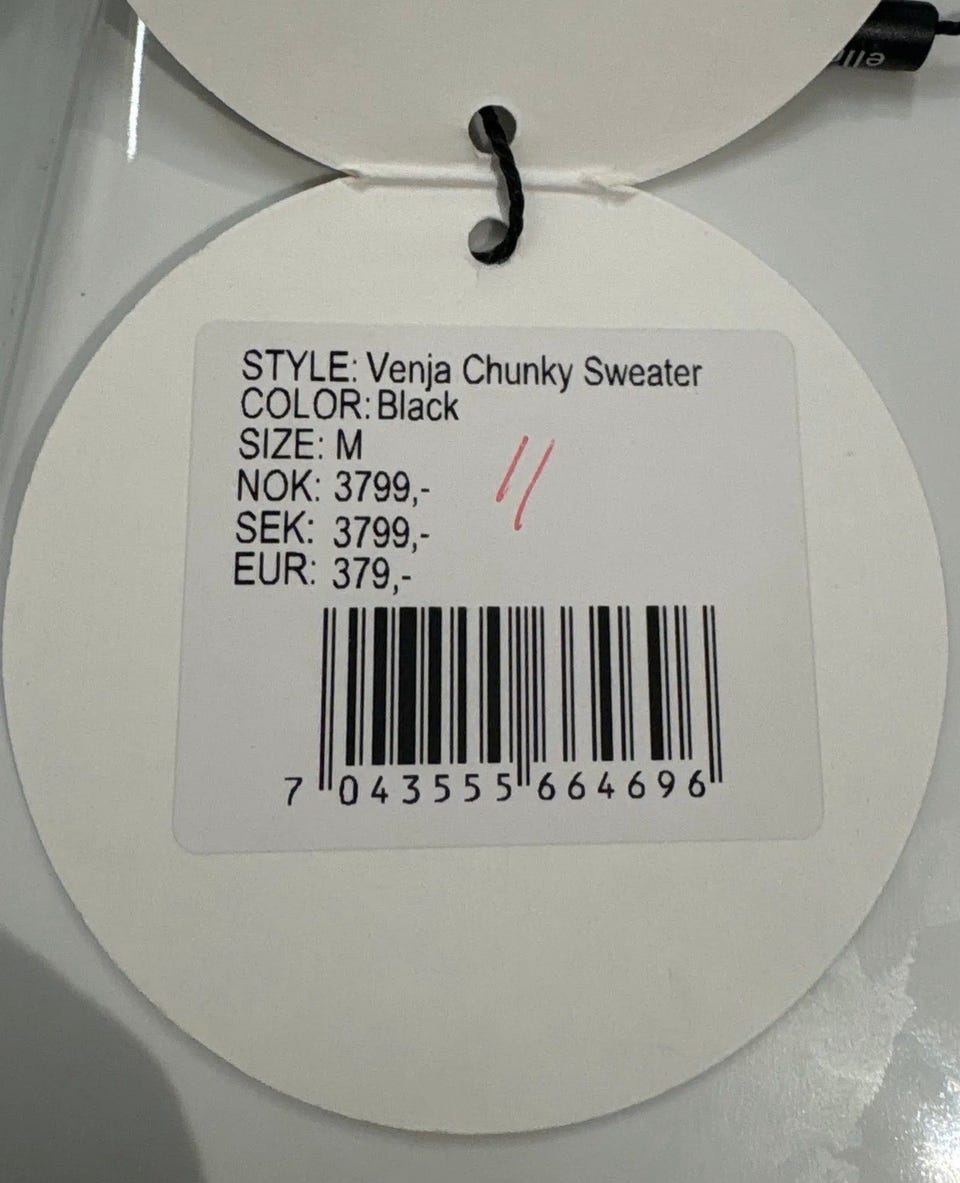 STYLE: Venja Chunky Sweater
COLOR: Black
SIZE: M
NOK: 3799,-
SEK: 3799,-
EUR: 379,-
7 043555 664696